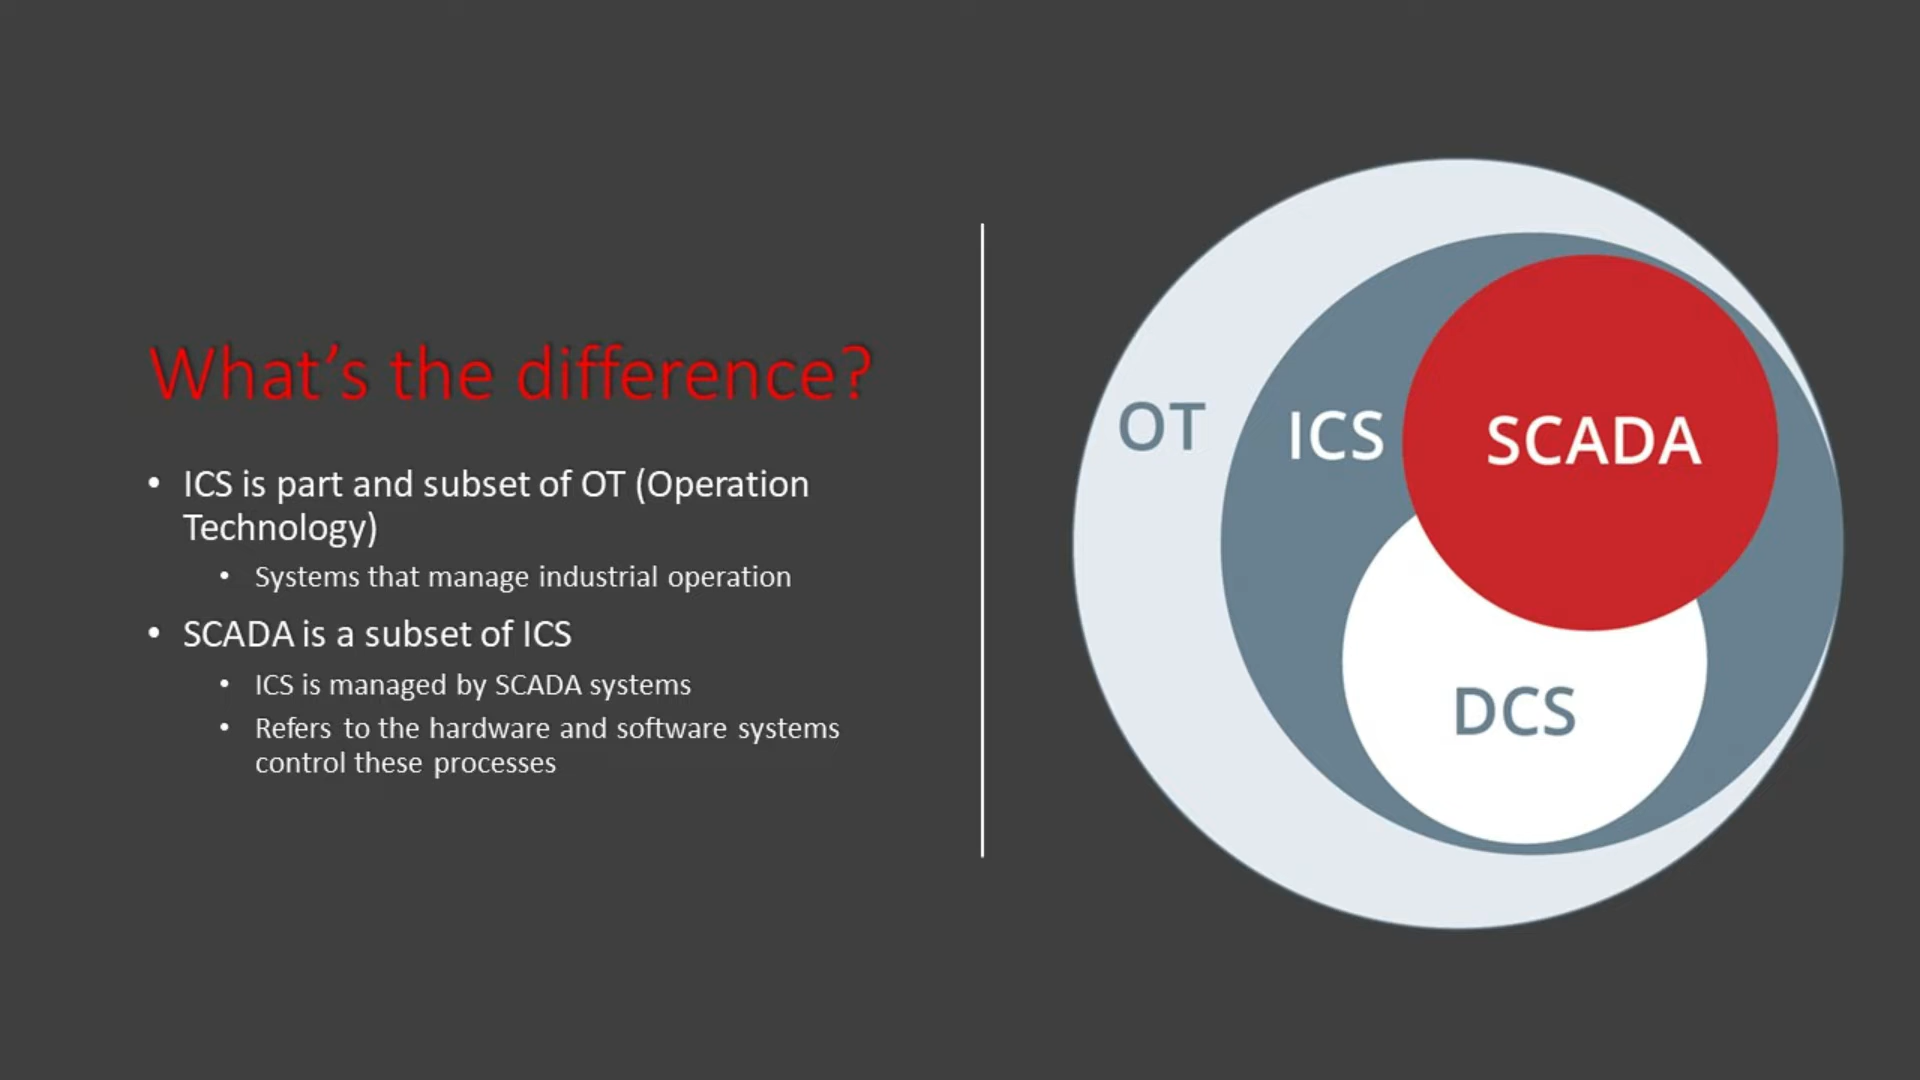 What's the difference?
• ICS is part and subset of OT (Operation
Technology)
• Systems that manage industrial operation
• SCADA is a subset of ICS
• ICS is managed by SCADA systems
• Refers to the hardware and software systems
control these processes
OT
ICS
SCADA
DCS